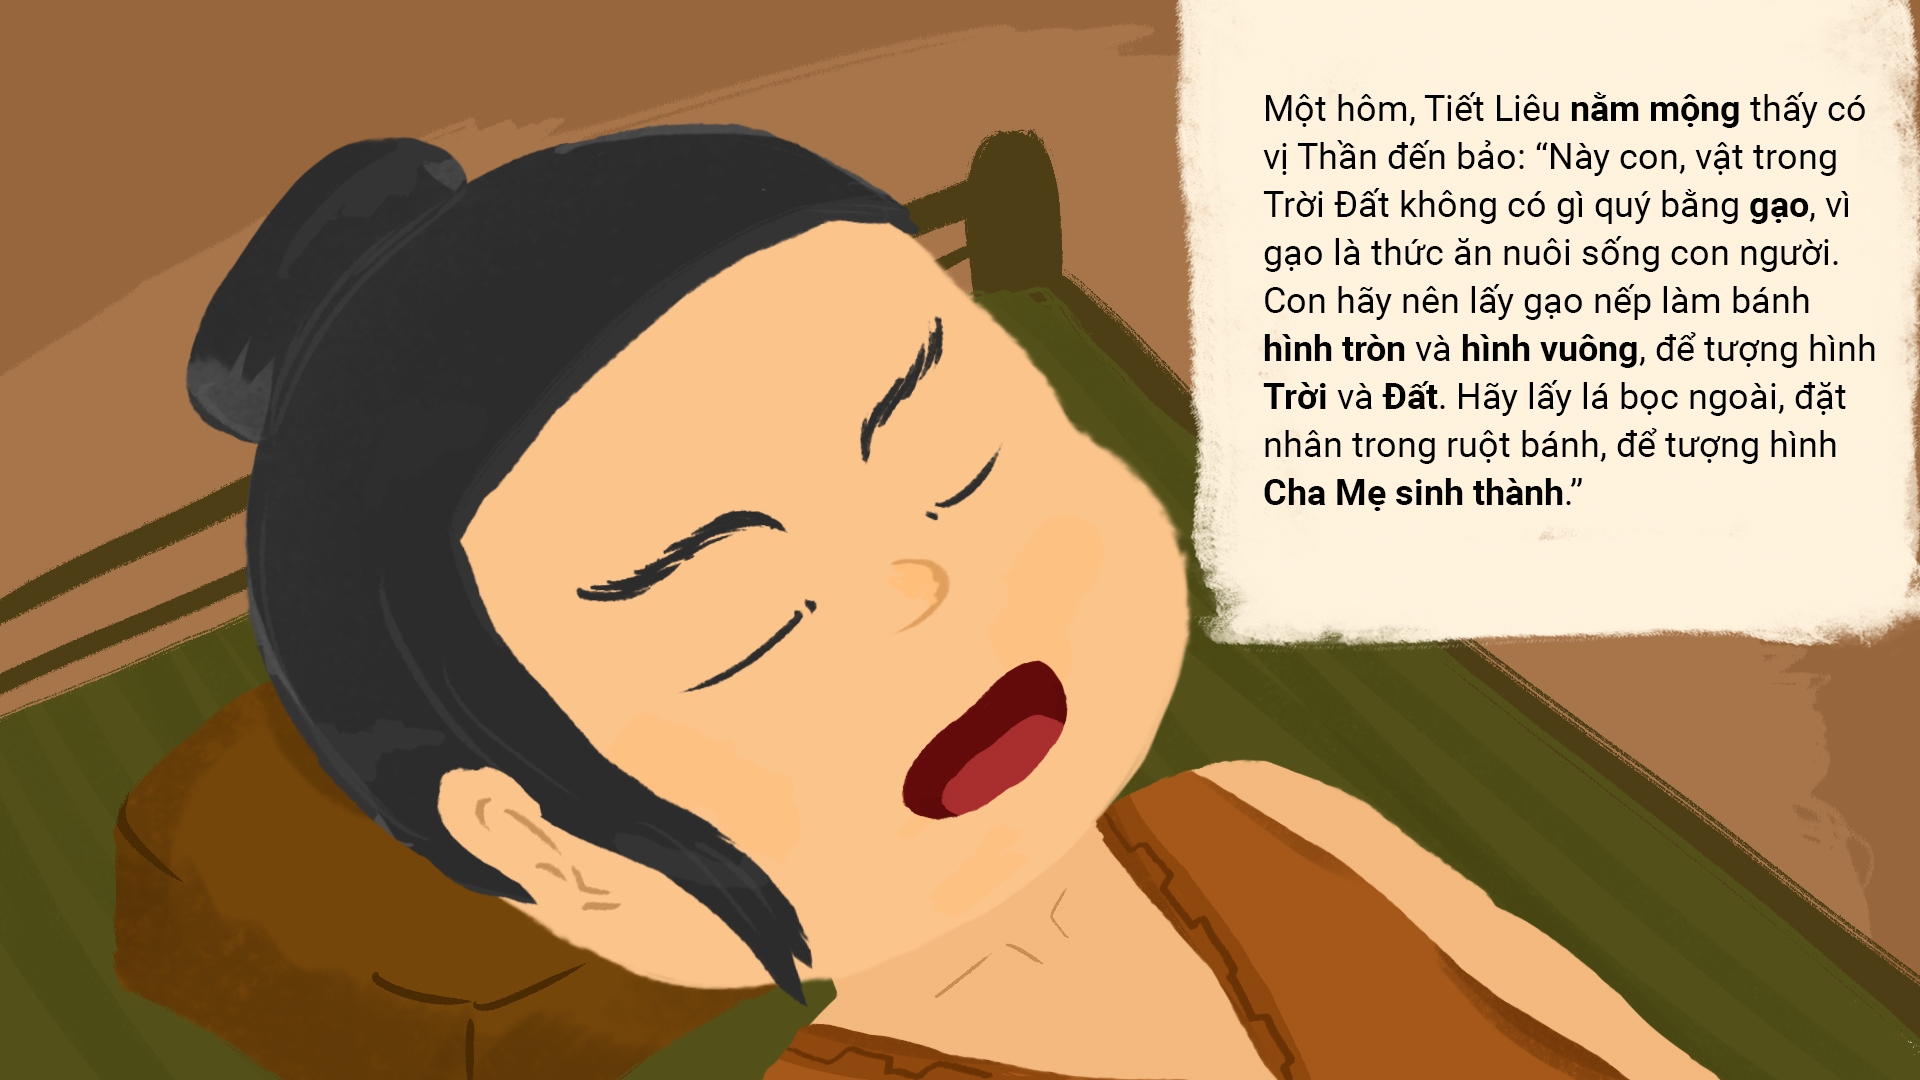 Một hôm, Tiết Liêu nằm mộng thấy có
vị Thần đến bảo: “Này con, vật trong
Trời Đất không có gì quý bằng gạo, vì
gạo là thức ăn nuôi sống con người.
Con hãy nên lấy gạo nếp làm bánh
hình tròn và hình vuông, để tượng hình
Trời và Đất. Hãy lấy lá bọc ngoài, đặt
nhân trong ruột bánh, để tượng hình
Cha Mẹ sinh thành.”